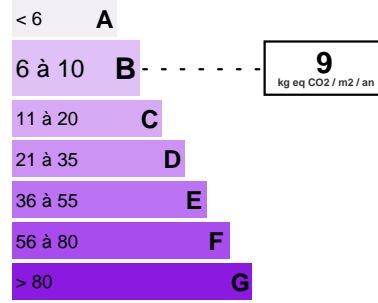 < 6 A
6 à 10 B
9
kg eq CO2 / m2 / an
11 à 20 C
21 à 35 D
36 à 55 E
56 à 80 F
> 80 G